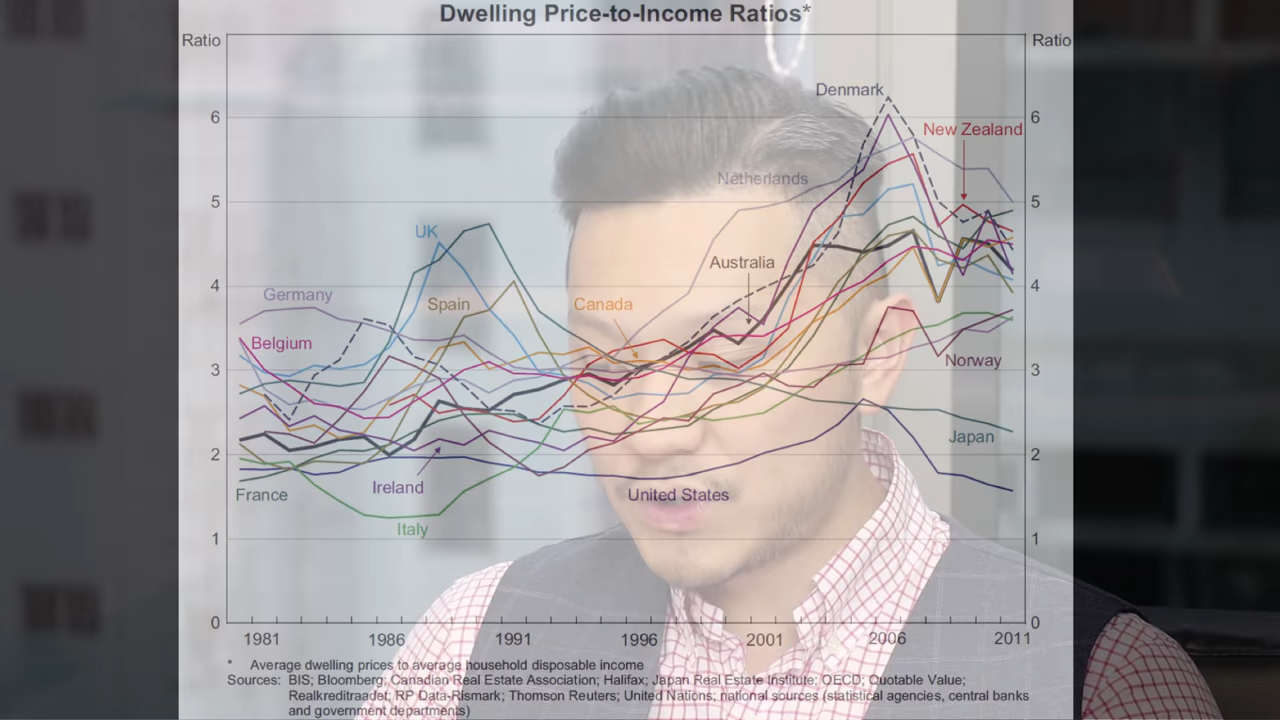 Dwelling Price-to-Income Ratios*
Ratio
Ratio
Denmark
6
6
New Zealand
Netherlands
5
5
UK
Australia
4
4
Germany
Spain
Canada
Belgium
3
3
Norway
Japan
2
2
Ireland
France
United States
Italy
1
1
0
0
1981
1986
1991
1996
2001
2006
2011
* Average dwelling prices to average household disposable income
Sources: BIS; Bloomberg; Canadian Real Estate Association; Halifax; Japan Real Estate Institute; OECD; Quotable Value;
Realkreditraadet; RP Data-Rismark; Thomson Reuters; United Nations; national sources (statistical agencies, central banks
and government departments)